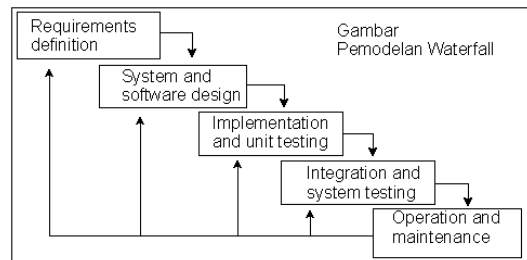 Requirements
definition
Gambar
Pemodelan Waterfall
System and
software design
Implementation
and unit testing
Integration and
system testing
Operation and
maintenance